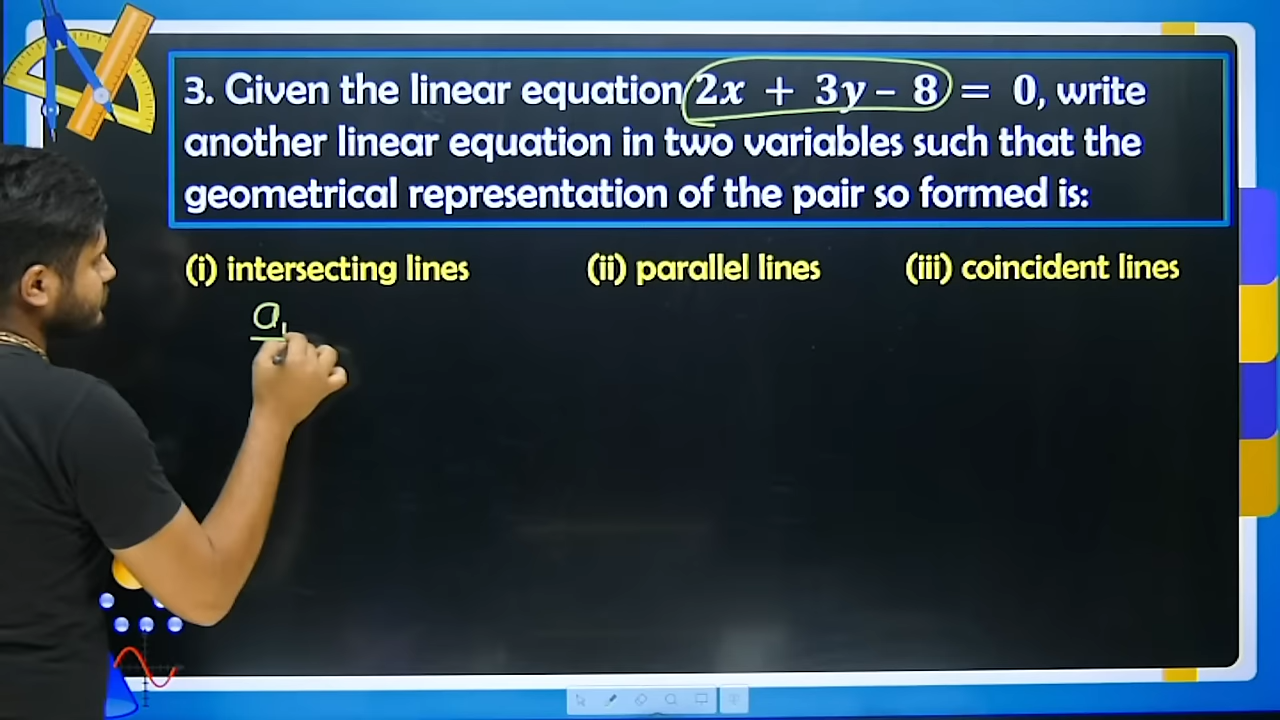 3. Given the linear equation 2x + 3y – 8 = 0, write
another linear equation in two variables such that the
geometrical representation of the pair so formed is:
(i) intersecting lines (ii) parallel lines (iii) coincident lines
a₁